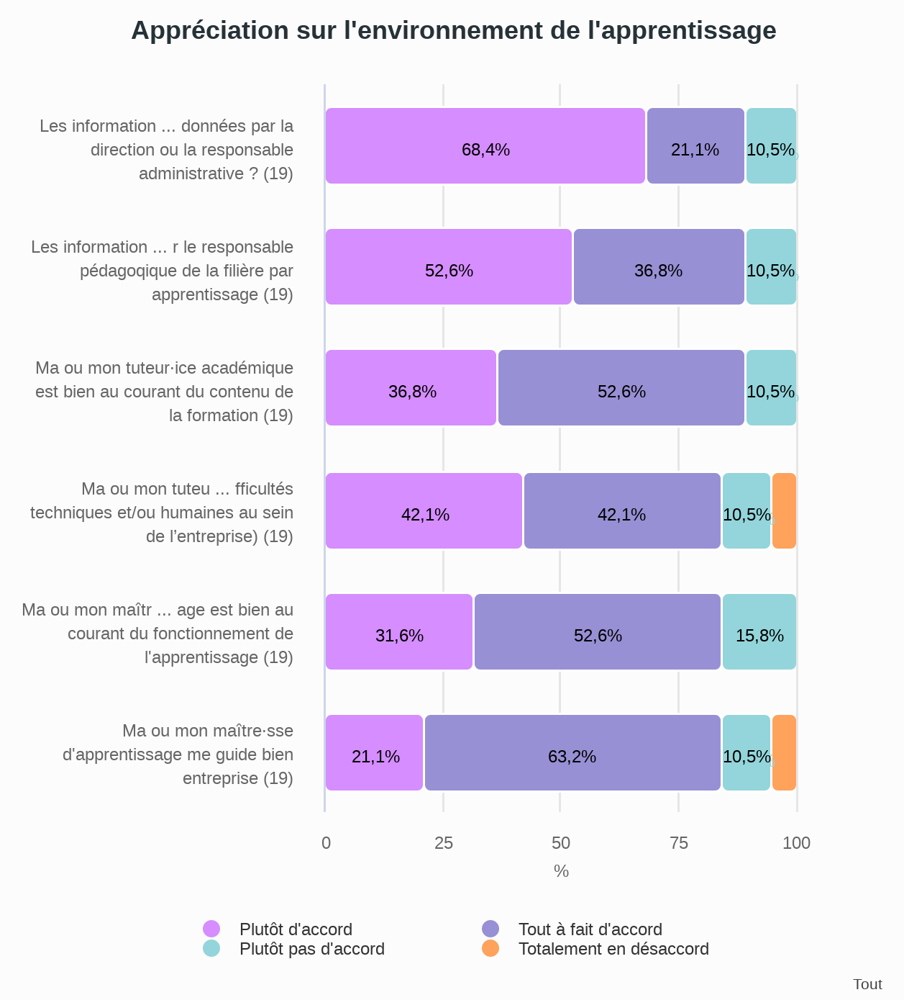 Appréciation sur l'environnement de l'apprentissage
Les information ... données par la
direction ou la responsable
administrative ? (19)
68,4%
21,1%
10,5%
Les information ... r le responsable
pédagoqique de la filière par
apprentissage (19)
52,6%
36,8%
10,5%
Ma ou mon tuteur·ice académique
est bien au courant du contenu de
la formation (19)
36,8%
52,6%
10,5%
Ma ou mon tuteu ... fficultés
techniques et/ou humaines au sein
de l’entreprise) (19)
42,1%
42,1%
10,5%
Ma ou mon maîtr ... age est bien au
courant du fonctionnement de
l'apprentissage (19)
31,6%
52,6%
15,8%
Ma ou mon maître·sse
d'apprentissage me guide bien
entreprise (19)
21,1%
63,2%
10,5%
0
25
50
75
100
%
Plutôt d'accord
Tout à fait d'accord
Plutôt pas d'accord
Totalement en désaccord
Tout